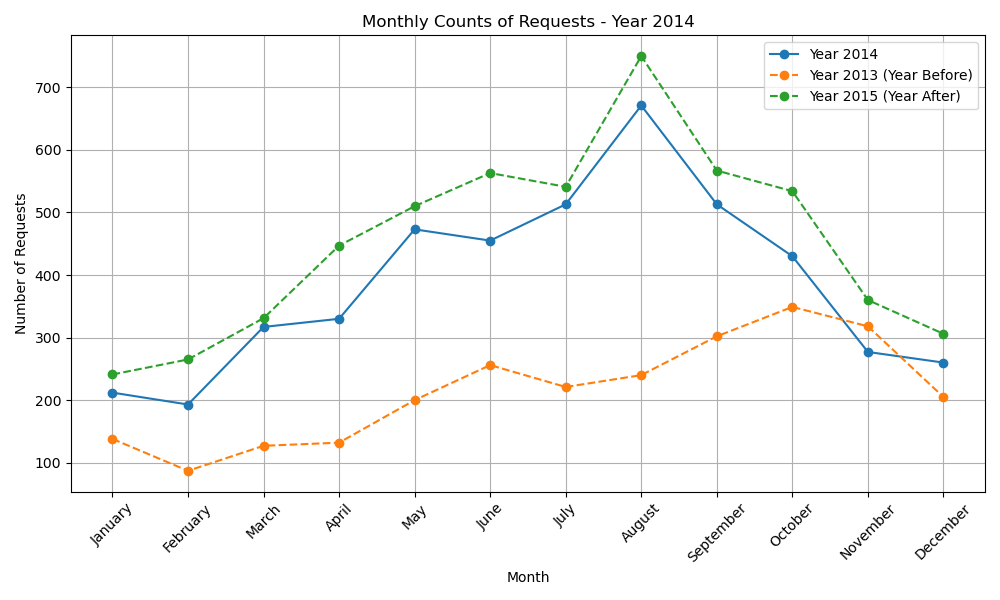 Monthly Counts of Requests - Year 2014
Year 2014
Year 2013 (Year Before)
Year 2015 (Year After)
Number of Requests
700
600
500
400
300
200
100
January
February
March
April
May
June
July
August
September
October
November
December
Month